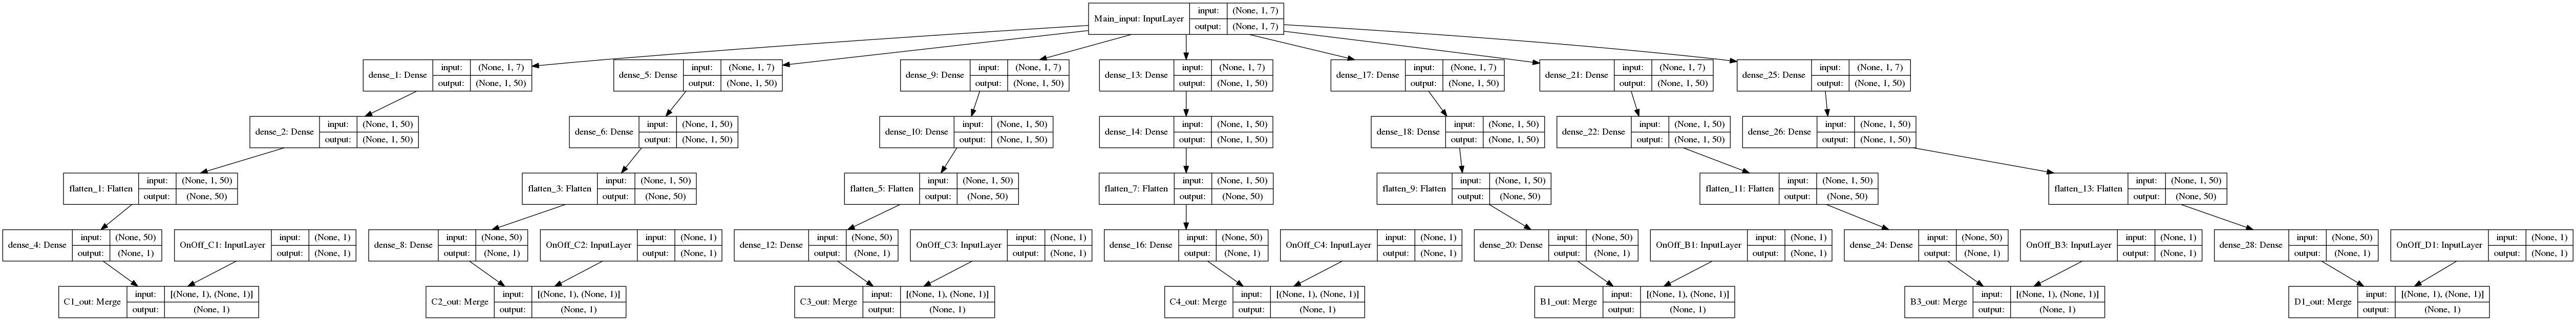 Main_input: InputLayer input: (None, 1, 7)
output: (None, 1, 7)
dense_1: Dense input: (None, 1, 7)
output: (None, 1, 50)
dense_5: Dense input: (None, 1, 7)
output: (None, 1, 50)
dense_9: Dense input: (None, 1, 7)
output: (None, 1, 50)
dense_13: Dense input: (None, 1, 7)
output: (None, 1, 50)
dense_17: Dense input: (None, 1, 7)
output: (None, 1, 50)
dense_21: Dense input: (None, 1, 7)
output: (None, 1, 50)
dense_25: Dense input: (None, 1, 7)
output: (None, 1, 50)
dense_2: Dense input: (None, 1, 50)
output: (None, 1, 50)
dense_6: Dense input: (None, 1, 50)
output: (None, 1, 50)
dense_10: Dense input: (None, 1, 50)
output: (None, 1, 50)
dense_14: Dense input: (None, 1, 50)
output: (None, 1, 50)
dense_18: Dense input: (None, 1, 50)
output: (None, 1, 50)
dense_22: Dense input: (None, 1, 50)
output: (None, 1, 50)
dense_26: Dense input: (None, 1, 50)
output: (None, 1, 50)
flatten_1: Flatten input: (None, 1, 50)
output: (None, 50)
flatten_3: Flatten input: (None, 1, 50)
output: (None, 50)
flatten_5: Flatten input: (None, 1, 50)
output: (None, 50)
flatten_7: Flatten input: (None, 1, 50)
output: (None, 50)
flatten_9: Flatten input: (None, 1, 50)
output: (None, 50)
flatten_11: Flatten input: (None, 1, 50)
output: (None, 50)
flatten_13: Flatten input: (None, 1, 50)
output: (None, 50)
dense_4: Dense input: (None, 50)
output: (None, 1)
OnOff_C1: InputLayer input: (None, 1)
output: (None, 1)
dense_8: Dense input: (None, 50)
output: (None, 1)
OnOff_C2: InputLayer input: (None, 1)
output: (None, 1)
dense_12: Dense input: (None, 50)
output: (None, 1)
OnOff_C3: InputLayer input: (None, 1)
output: (None, 1)
dense_16: Dense input: (None, 50)
output: (None, 1)
OnOff_C4: InputLayer input: (None, 1)
output: (None, 1)
dense_20: Dense input: (None, 50)
output: (None, 1)
OnOff_B1: InputLayer input: (None, 1)
output: (None, 1)
dense_24: Dense input: (None, 50)
output: (None, 1)
OnOff_B3: InputLayer input: (None, 1)
output: (None, 1)
dense_28: Dense input: (None, 50)
output: (None, 1)
OnOff_D1: InputLayer input: (None, 1)
output: (None, 1)
C1_out: Merge input: [(None, 1), (None, 1)]
output: (None, 1)
C2_out: Merge input: [(None, 1), (None, 1)]
output: (None, 1)
C3_out: Merge input: [(None, 1), (None, 1)]
output: (None, 1)
C4_out: Merge input: [(None, 1), (None, 1)]
output: (None, 1)
B1_out: Merge input: [(None, 1), (None, 1)]
output: (None, 1)
B3_out: Merge input: [(None, 1), (None, 1)]
output: (None, 1)
D1_out: Merge input: [(None, 1), (None, 1)]
output: (None, 1)